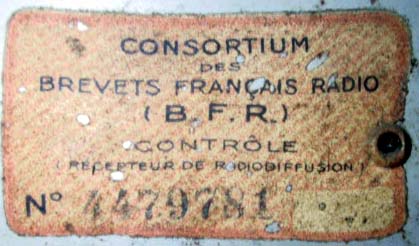 CONSORTIUM
DES
BREVETS FRANÇAIS RADIO
(B.F.R.)
CONTRÔLE
(RÉCEPTEUR DE RADIODIFFUSION)
N° 4479781